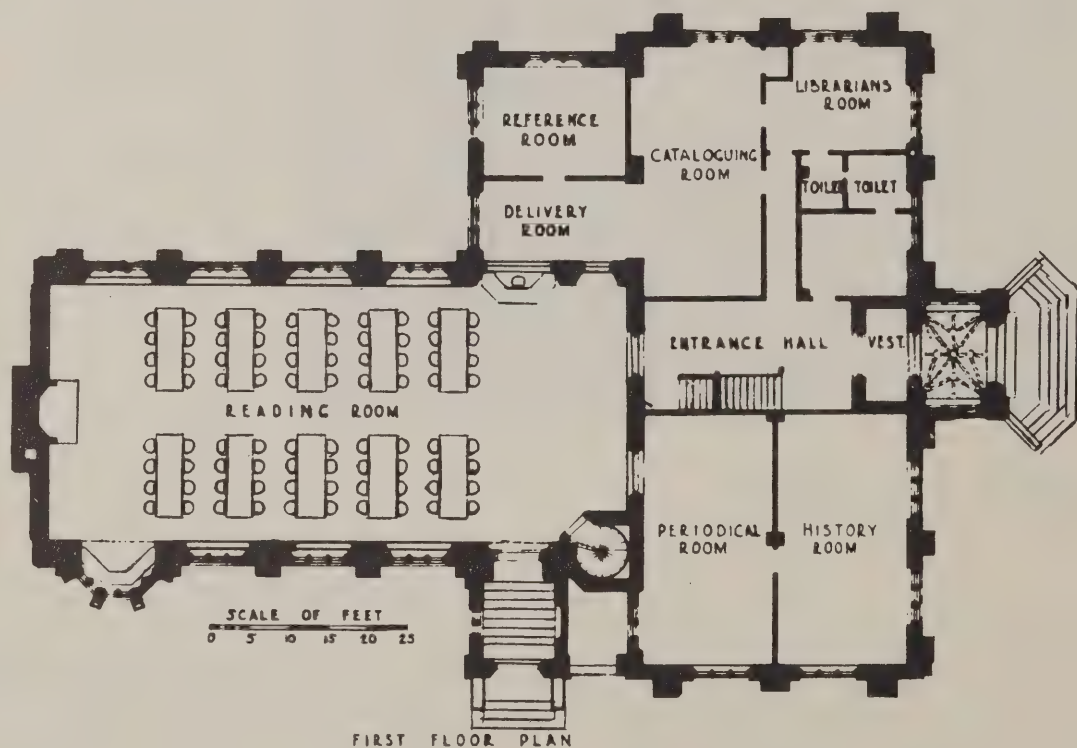 LIBRARIANS
ROOM
REFERENCE
ROOM
CATALOGUING
ROOM
TOILET TOILET
DELIVERY
ROOM
ENTRANCE HALL
VEST.
READING ROOM
PERIODICAL
ROOM
HISTORY
ROOM
SCALE OF FEET
0 5 10 15 20 25
FIRST FLOOR PLAN